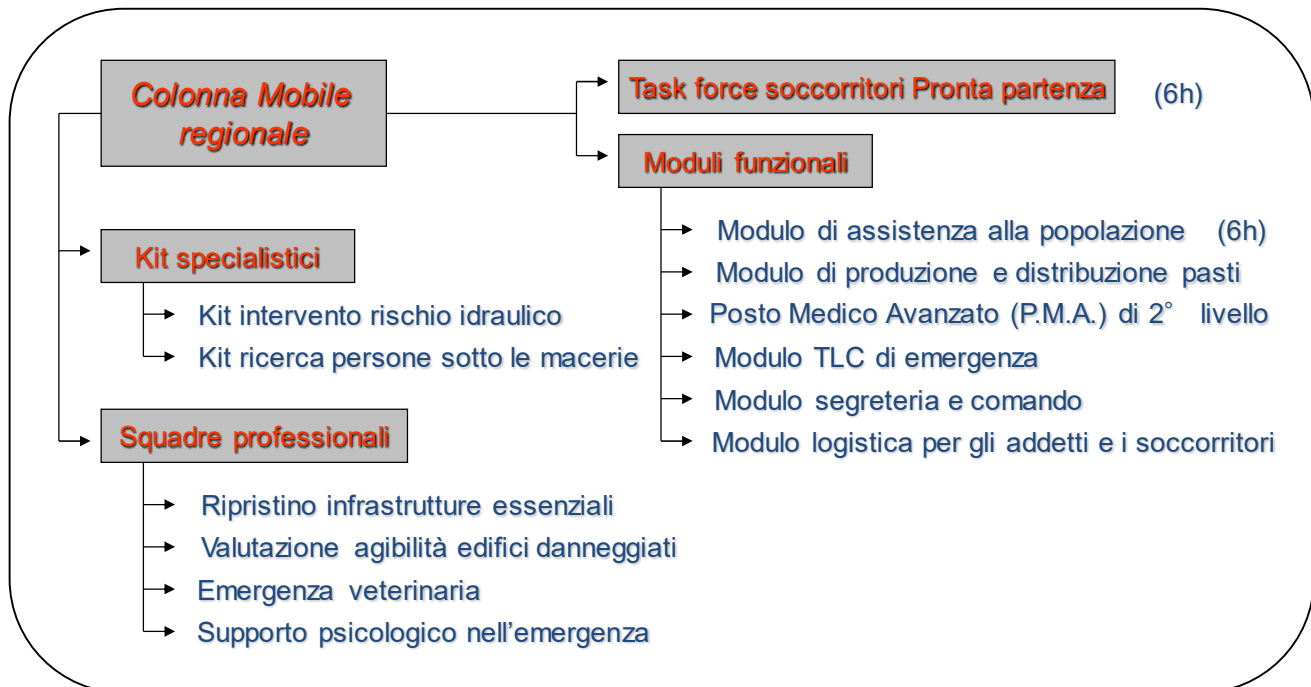 Colonna Mobile
regionale
Task force soccorritori Pronta partenza (6h)
Moduli funzionali
Modulo di assistenza alla popolazione (6h)
Modulo di produzione e distribuzione pasti
Posto Medico Avanzato (P.M.A.) di 2° livello
Modulo TLC di emergenza
Modulo segreteria e comando
Modulo logistica per gli addetti e i soccorritori
Kit specialistici
Kit intervento rischio idraulico
Kit ricerca persone sotto le macerie
Squadre professionali
Ripristino infrastrutture essenziali
Valutazione agibilità edifici danneggiati
Emergenza veterinaria
Supporto psicologico nell'emergenza